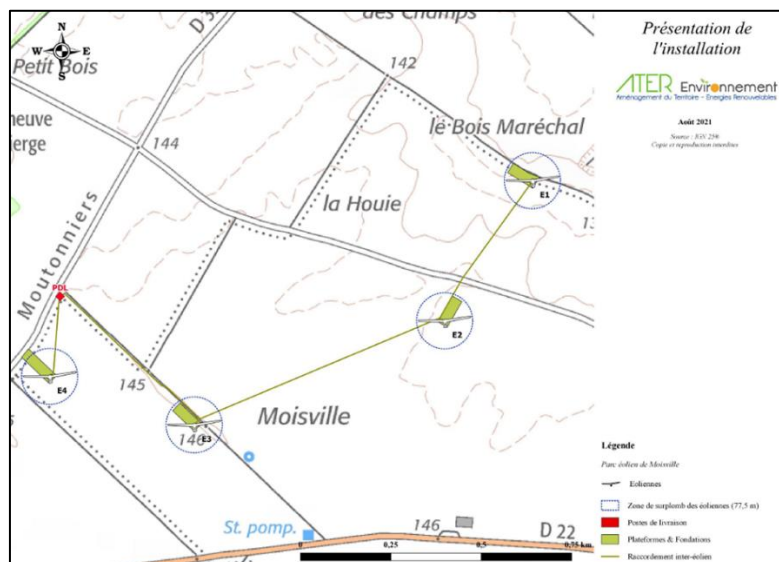 Présentation de
l'installation
ATER Environnement
Aménagement du Territoire - Energies Renouvelables
Août 2021
Source : IGN 25®
Copie et reproduction interdites
N
W E
S
Petit Bois
des Champs
142
le Bois Maréchal
144
E1
la Houie
Moutonniers
PDL
E2
E4
145
146
E3
Moisville
St. pomp.
146
D 22
0 0,25 0,5 0,75 km
Légende
Parc éolien de Moisville
Eoliennes
Zone de surplomb des éoliennes (77,5 m)
Postes de livraison
Plateformes & Fondations
Raccordement inter-éolien